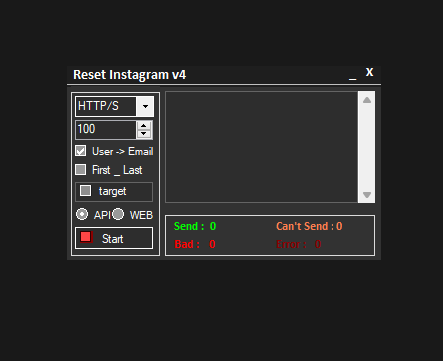 Reset Instagram v4
_ X
HTTP/S
100
User -> Email
First _ Last
target
API WEB
Start
Send : 0 Can't Send : 0
Bad : 0 Error : 0